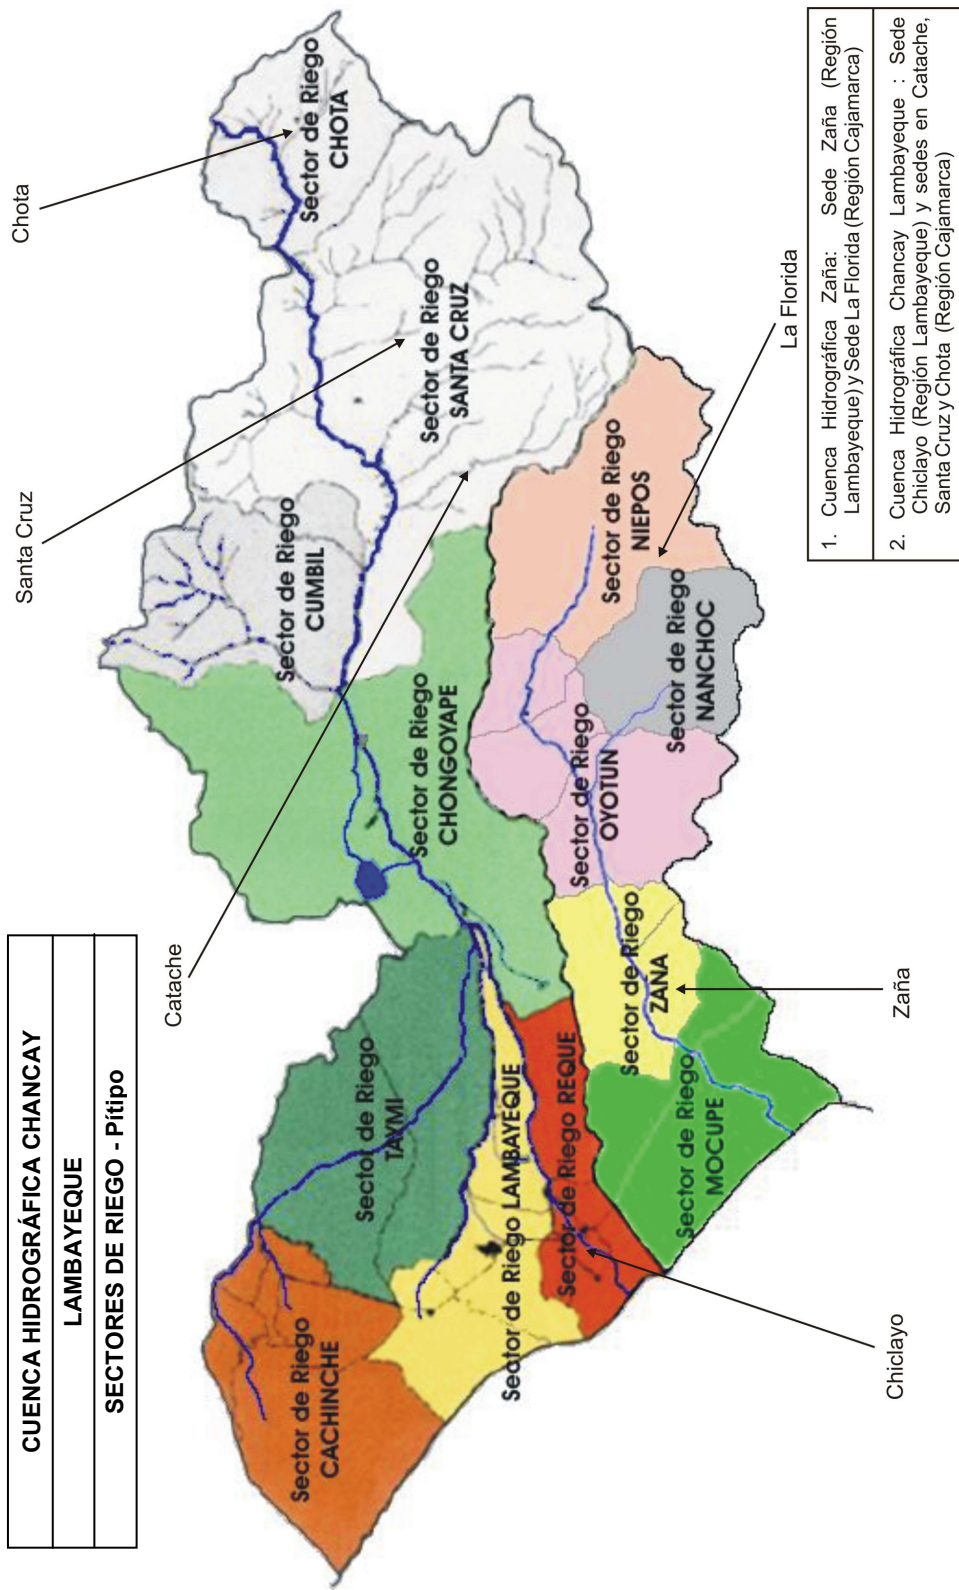 CUENCA HIDROGRÁFICA CHANCAY
LAMBAYEQUE
SECTORES DE RIEGO - Pítipo
Chota
Santa Cruz
Catache
Sector de Riego
CHOTA
Sector de Riego
SANTA CRUZ
Sector de Riego
CUMBIL
Sector de Riego
CHONGOYAPE
Sector de Riego
TAYMI
Sector de Riego
CACHINCHE
Sector de Riego LAMBAYEQUE
Sector de Riego REQUE
Sector de Riego
NIEPOS
Sector de Riego
NANCHOC
Sector de Riego
OYOTUN
Sector de Riego
ZAÑA
Sector de Riego
MOCUPE
La Florida
Zaña
Chiclayo
1. Cuenca Hidrográfica Zaña: Sede Zaña (Región
Lambayeque) y Sede La Florida (Región Cajamarca)
2. Cuenca Hidrográfica Chancay Lambayeque : Sede
Chiclayo (Región Lambayeque) y sedes en Catache,
Santa Cruz y Chota (Región Cajamarca)